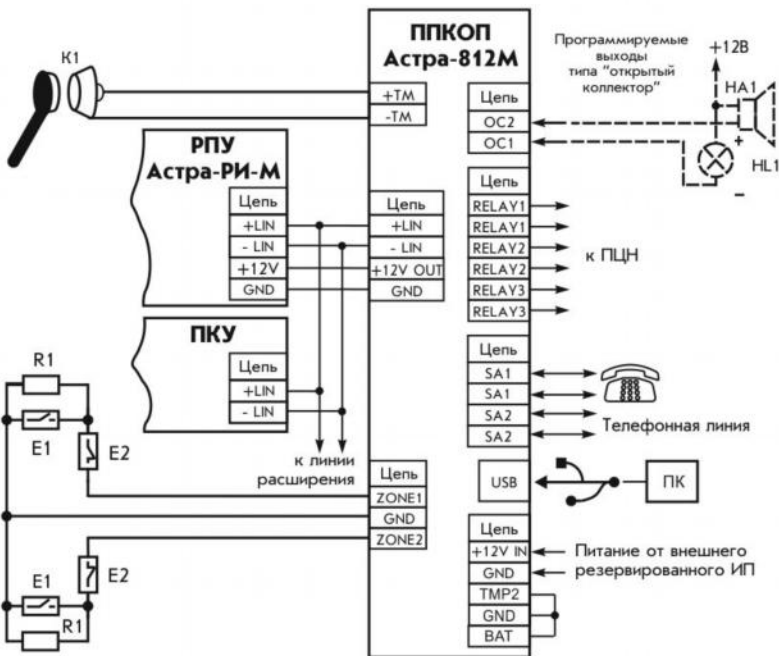 ППКОП
Астра-812М
К1
+ТМ
-ТМ
РПУ
Астра-РИ-М
Цепь
+LIN
- LIN
+12V
GND
Цепь
+LIN
- LIN
+12V OUT
GND
ПКУ
Цепь
+LIN
- LIN
к линии
расширения
R1
E1
E2
Цепь
ZONE1
GND
ZONE2
E1
E2
R1
Программируемые
выходы
типа "открытый
коллектор"
+12В
HA1
+
HL1
–
Цепь
OC2
OC1
Цепь
RELAY1
RELAY1
RELAY2
RELAY2
RELAY3
RELAY3
к ПЦН
Цепь
SA1
SA1
SA2
SA2
Телефонная линия
USB
ПК
Цепь
+12V IN
GND
TMP2
GND
BAT
Питание от внешнего
резервированного ИП